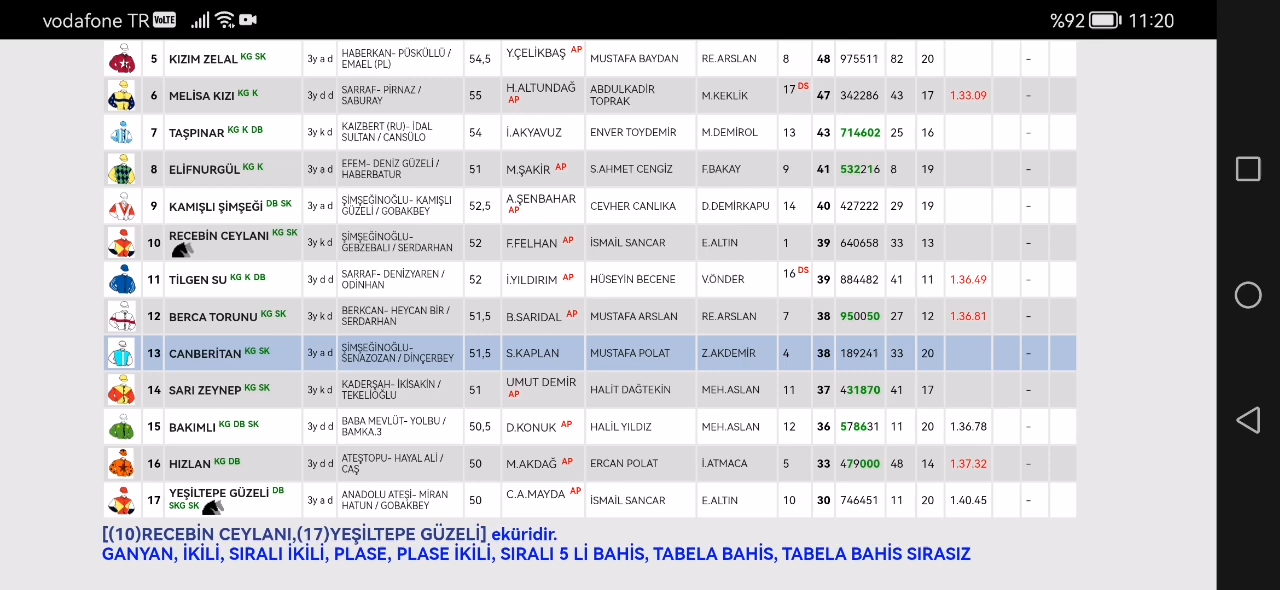 vodafone TR VoLTE %92 11:20
5 KIZIM ZELAL KG SK 3y a d HABERKAN- PÜSKÜLLÜ / EMAEL (PL) 54,5 Y.ÇELİKBAŞ AP MUSTAFA BAYDAN RE.ARSLAN 8 48 975511 82 20 -
6 MELİSA KIZI KG K 3y d d SARRAF- PİRNAZ / SABURAY 55 H.ALTUNDAĞ AP ABDULKADİR TOPRAK M.KEKLİK 17 DS 47 342286 43 17 1.33.09 -
7 TAŞPINAR KG K DB 3y k d KAIZBERT (RU)- İDAL SULTAN / CANSÜLO 54 İ.AKYAVUZ ENVER TOYDEMİR M.DEMİROL 13 43 714602 25 16 -
8 ELİFNURGÜL KG K 3y a d EFEM- DENİZ GÜZELİ / HABERBATUR 51 M.ŞAKİR AP S.AHMET CENGİZ F.BAKAY 9 41 532216 8 19 -
9 KAMIŞLI ŞİMŞEĞİ DB SK 3y a d ŞİMŞEĞİNOĞLU- KAMIŞLI GÜZELİ / GOBAKBEY 52,5 A.ŞENBAHAR AP CEVHER CANLIKA D.DEMİRKAPU 14 40 427222 29 19 -
10 RECEBİN CEYLANI KG SK 3y k d ŞİMŞEĞİNOĞLU- GEBZEBALI / SERDARHAN 52 F.FELHAN AP İSMAİL SANCAR E.ALTIN 1 39 640658 33 13 -
11 TİLGEN SU KG K DB 3y d d SARRAF- DENİZYAREN / ODİNHAN 52 İ.YILDIRIM AP HÜSEYİN BECENE V.ÖNDER 16 DS 39 884482 41 11 1.36.49 -
12 BERCA TORUNU KG SK 3y k d BERKCAN- HEYCAN BİR / SERDARHAN 51,5 B.SARIDAL AP MUSTAFA ARSLAN RE.ARSLAN 7 38 950050 27 12 1.36.81 -
13 CANBERİTAN KG SK 3y a d ŞİMŞEĞİNOĞLU- SENAZOZAN / DİNÇERBEY 51,5 S.KAPLAN MUSTAFA POLAT Z.AKDEMİR 4 38 189241 33 20 -
14 SARI ZEYNEP KG SK 3y k d KADERŞAH- İKİSAKİN / TEKELİOĞLU 51 UMUT DEMİR AP HALİT DAĞTEKİN MEH.ASLAN 11 37 431870 41 17 -
15 BAKIMLI KG DB SK 3y d d BABA MEVLÜT- YOLBU / BAMKA.3 50,5 D.KONUK AP HALİL YILDIZ MEH.ASLAN 12 36 578631 11 20 1.36.78 -
16 HIZLAN KG DB 3y d d ATEŞTOPU- HAYAL ALİ / CAŞ 50 M.AKDAĞ AP ERCAN POLAT İ.ATMACA 5 33 479000 48 14 1.37.32 -
17 YEŞİLTEPE GÜZELİ DB SKG SK 3y a d ANADOLU ATEŞİ- MİRAN HATUN / GOBAKBEY 50 C.A.MAYDA AP İSMAİL SANCAR E.ALTIN 10 30 746451 11 20 1.40.45 -
[(10)RECEBİN CEYLANI,(17)YEŞİLTEPE GÜZELİ] eküridir.
GANYAN, İKİLİ, SIRALI İKİLİ, PLASE, PLASE İKİLİ, SIRALI 5 Lİ BAHİS, TABELA BAHİS, TABELA BAHİS SIRASIZ